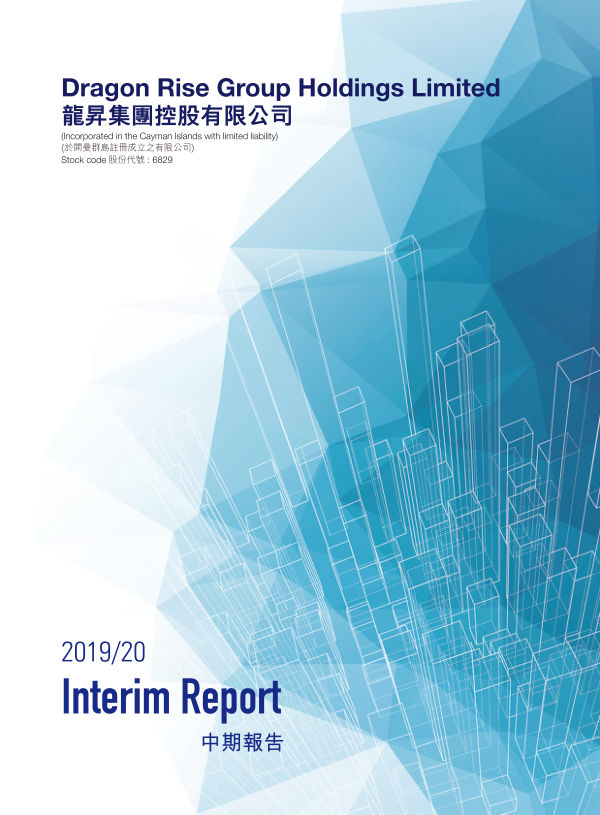 Dragon Rise Group Holdings Limited
龍昇集團控股有限公司
(Incorporated in the Cayman Islands with limited liability)
(於開曼群島註冊成立之有限公司)
Stock code 股份代號 : 6829
2019/20
Interim Report
中期報告